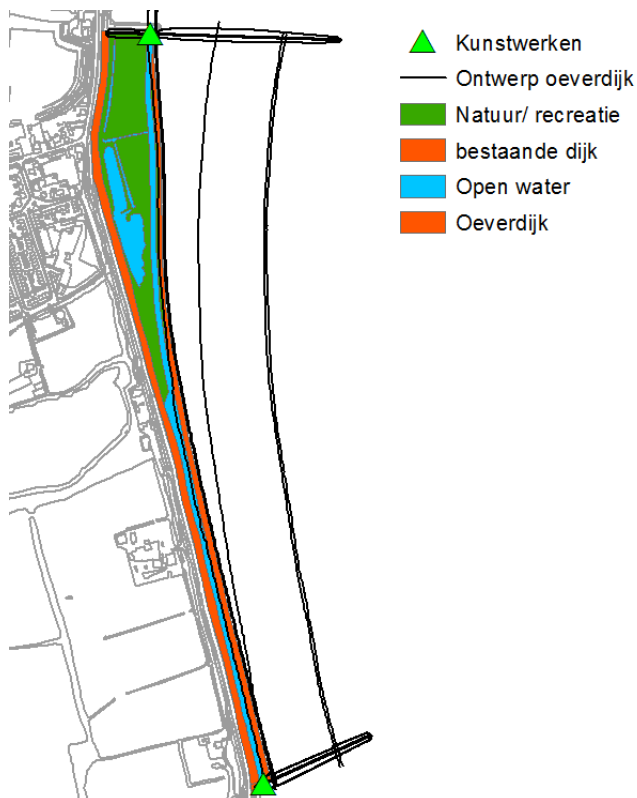 Kunstwerken
Ontwerp oeverdijk
Natuur/ recreatie
bestaande dijk
Open water
Oeverdijk